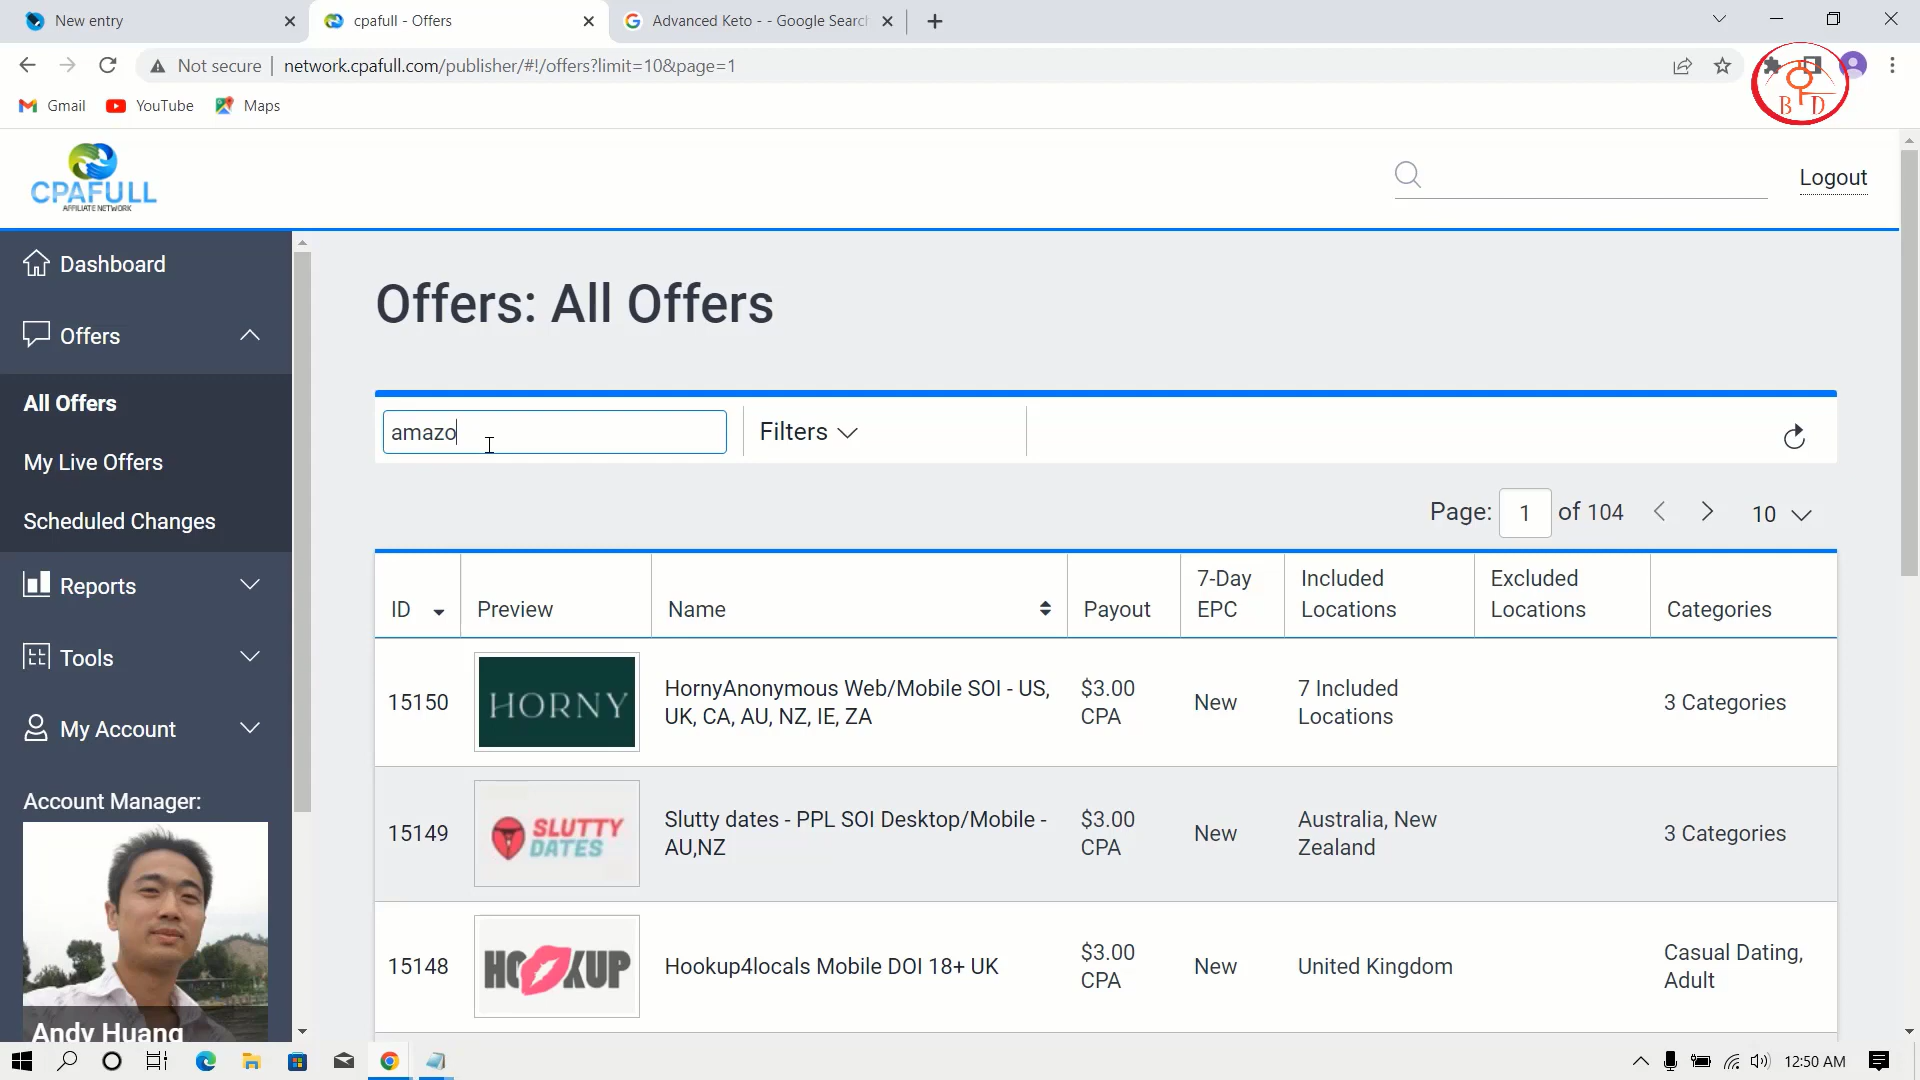 New entry
cpafull - Offers
Advanced Keto - - Google Search
Not secure
network.cpafull.com/publisher/#!/offers?limit=10&page=1
Gmail
YouTube
Maps
B D
CPAFULL
AFFILIATE NETWORK
Logout
Dashboard
Offers
All Offers
My Live Offers
Scheduled Changes
Reports
Tools
My Account
Account Manager:
Andy Huang
Offers: All Offers
amazo
Filters
Page: 1 of 104
10
ID
Preview
Name
Payout
7-Day EPC
Included Locations
Excluded Locations
Categories
15150
HORNY
HornyAnonymous Web/Mobile SOI - US,
UK, CA, AU, NZ, IE, ZA
$3.00
CPA
New
7 Included
Locations
3 Categories
15149
SLUTTY
DATES
Slutty dates - PPL SOI Desktop/Mobile -
AU,NZ
$3.00
CPA
New
Australia, New
Zealand
3 Categories
15148
HOOKUP
Hookup4locals Mobile DOI 18+ UK
$3.00
CPA
New
United Kingdom
Casual Dating,
Adult
12:50 AM